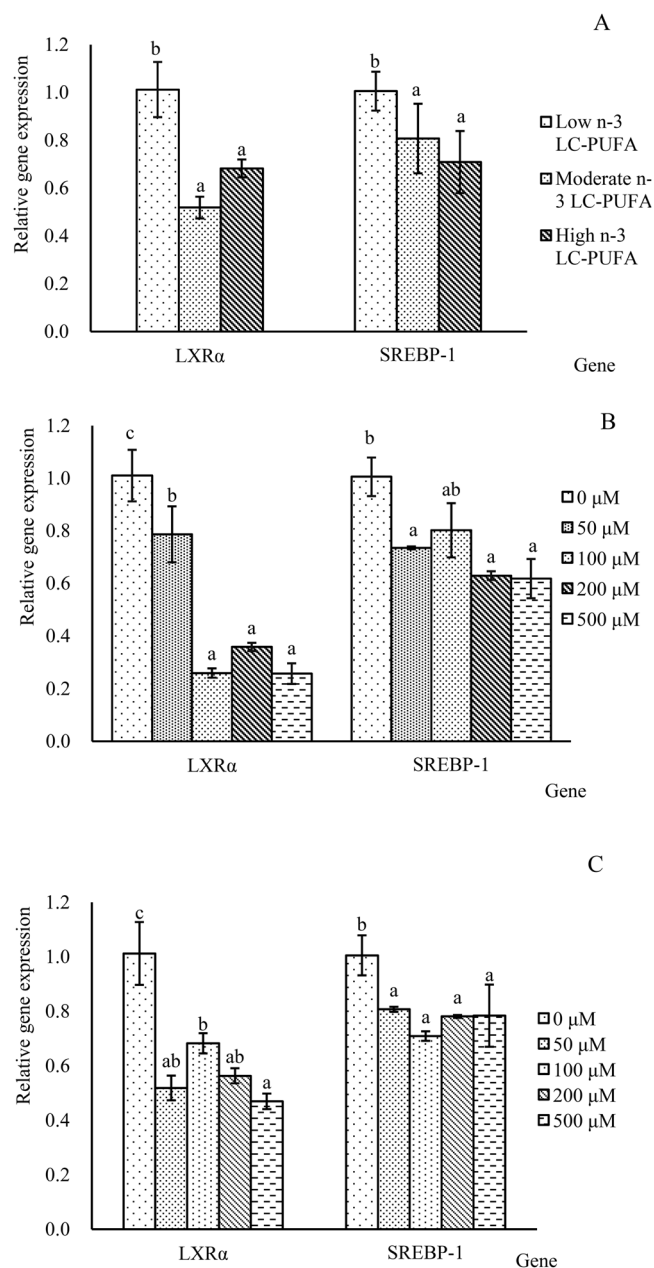 A
Relative gene expression
1.2
1.0
0.8
0.6
0.4
0.2
0.0
b
a
a
b
a
a
LXRα
SREBP-1
Gene
Low n-3
LC-PUFA
Moderate n-
3 LC-PUFA
High n-3
LC-PUFA
B
Relative gene expression
1.2
1.0
0.8
0.6
0.4
0.2
0.0
c
b
a
a
a
b
a
ab
a
a
LXRα
SREBP-1
Gene
0 μM
50 μM
100 μM
200 μM
500 μM
C
Relative gene expression
1.2
1.0
0.8
0.6
0.4
0.2
0.0
c
ab
b
ab
a
b
a
a
a
a
LXRα
SREBP-1
Gene
0 μM
50 μM
100 μM
200 μM
500 μM